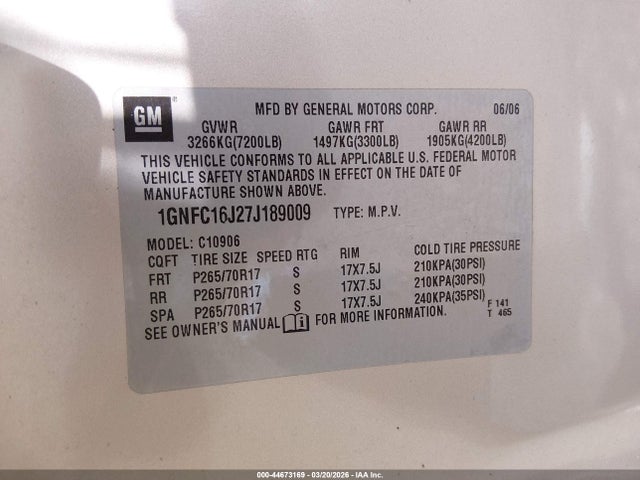 GM
MFD BY GENERAL MOTORS CORP. 06/06
GVWR GAWR FRT GAWR RR
3266KG(7200LB) 1497KG(3300LB) 1905KG(4200LB)
THIS VEHICLE CONFORMS TO ALL APPLICABLE U.S. FEDERAL MOTOR
VEHICLE SAFETY STANDARDS IN EFFECT ON THE DATE OF
MANUFACTURE SHOWN ABOVE.
1GNFC16J27J189009 TYPE: M.P.V.
MODEL: C10906
CQFT TIRE SIZE SPEED RTG RIM COLD TIRE PRESSURE
FRT P265/70R17 S 17X7.5J 210KPA(30PSI)
RR P265/70R17 S 17X7.5J 210KPA(30PSI)
SPA P265/70R17 S 17X7.5J 240KPA(35PSI)
F 141
SEE OWNER'S MANUAL FOR MORE INFORMATION. T 465
000-44673169 | 03/20/2026 | IAA Inc.